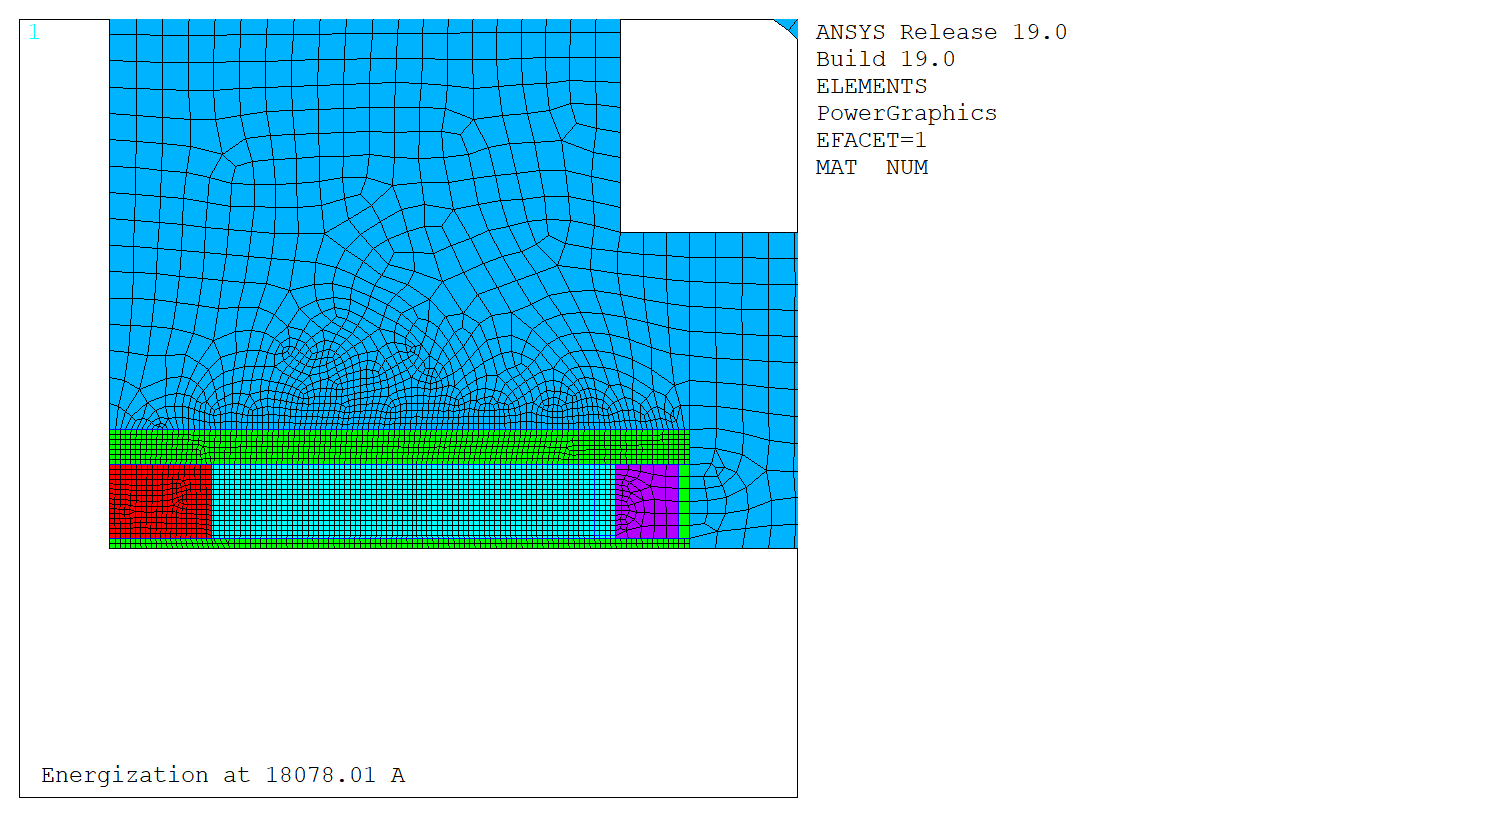 1
ANSYS Release 19.0
Build 19.0
ELEMENTS
PowerGraphics
EFACET=1
MAT  NUM
Energization at 18078.01 A